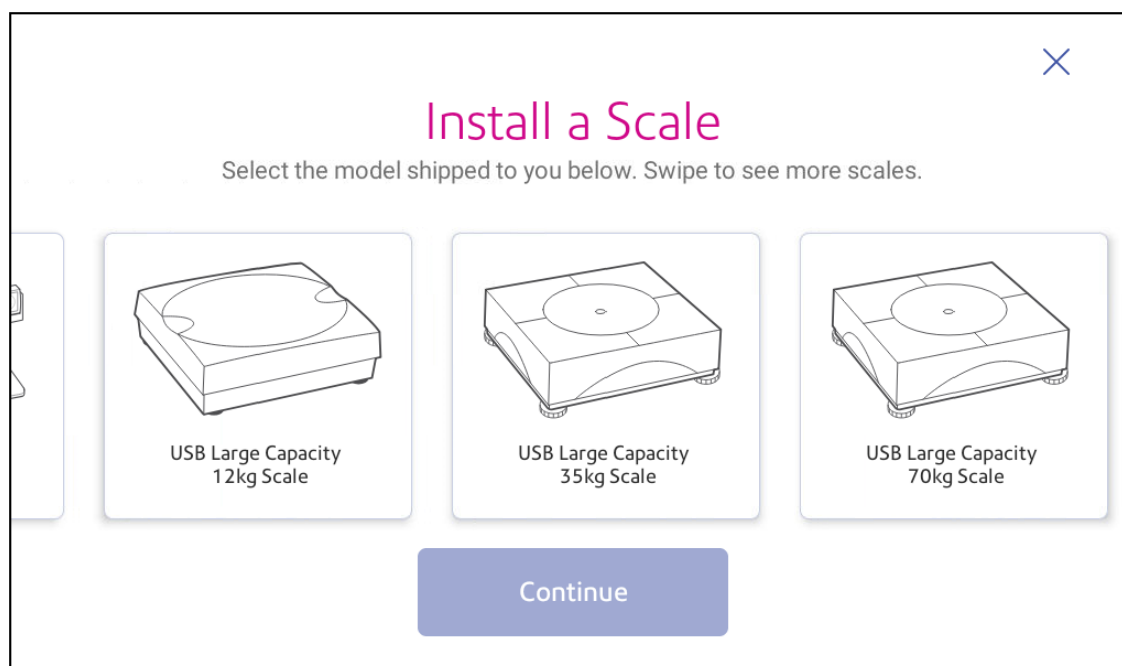 Install a Scale
Select the model shipped to you below. Swipe to see more scales.
USB Large Capacity
12kg Scale
USB Large Capacity
35kg Scale
USB Large Capacity
70kg Scale
Continue